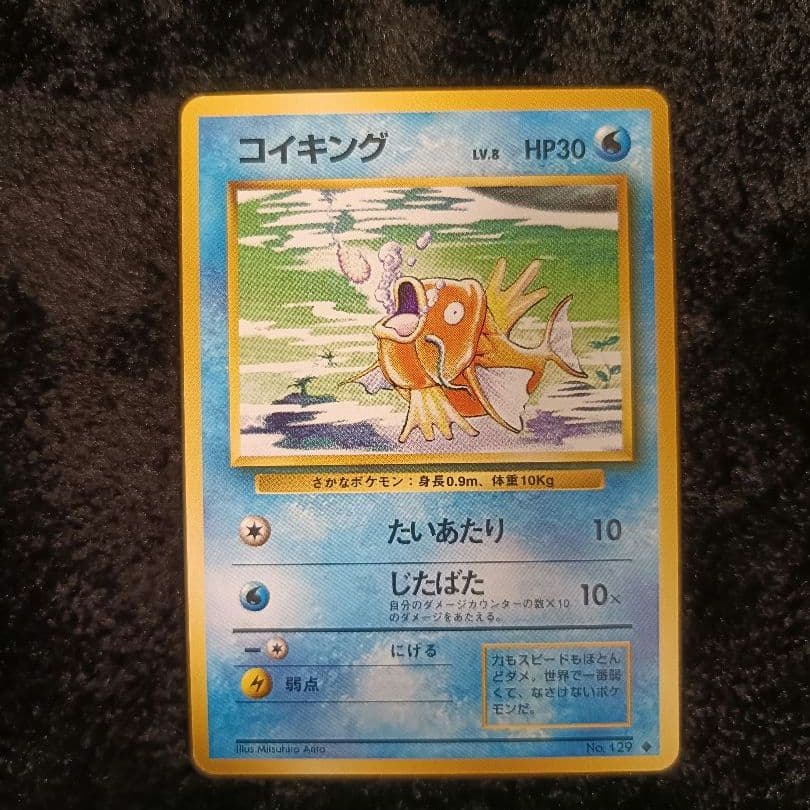 コイキング LV.8 HP30
さかなポケモン：身長0.9m、体重10Kg
たいあたり 10
じたばた 10×
自分のダメージカウンターの数×10
のダメージをあたえる。
− にげる
弱点
力もスピードもほとん
どダメ。世界で一番弱
くて、なさけないポケ
モンだ。
Illus. Mitsuhiro Arita
No. 129